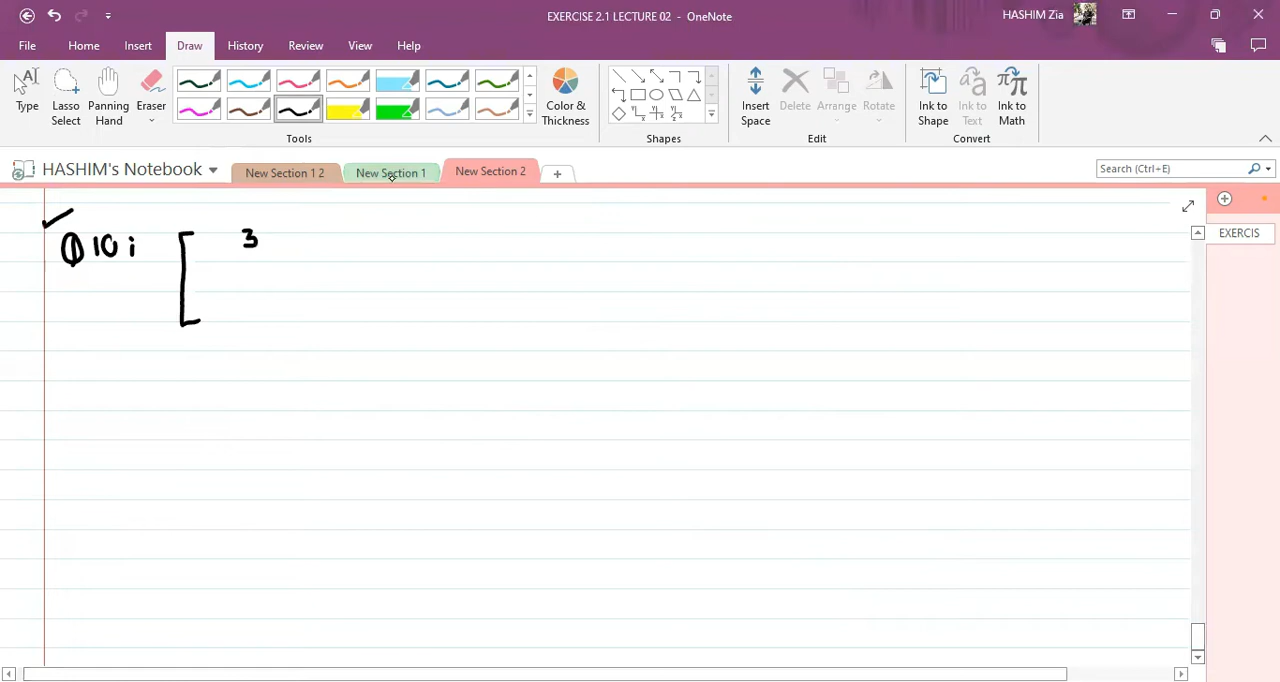 EXERCISE 2.1 LECTURE 02 - OneNote
HASHIM Zia
File Home Insert Draw History Review View Help
Type
Lasso Select
Panning Hand
Eraser
Color & Thickness
Insert Space
Delete
Arrange
Rotate
Ink to Shape
Ink to Text
Ink to Math
Tools
Shapes
Edit
Convert
HASHIM's Notebook
New Section 1 2
New Section 1
New Section 2
Search (Ctrl+E)
EXERCIS
Q10 i [ 3